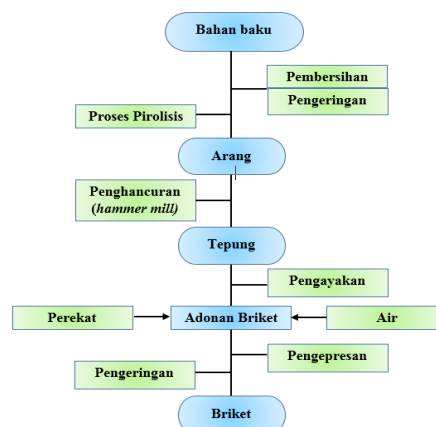 Bahan baku
Pembersihan
Pengeringan
Proses Pirolisis
Arang
Penghancuran
(hammer mill)
Tepung
Pengayakan
Perekat
Adonan Briket
Air
Pengepresan
Pengeringan
Briket